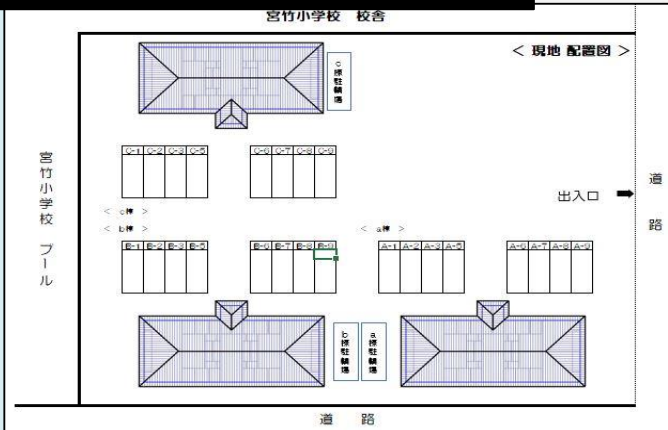 宮竹小学校 校舎
< 現地 配置図 >
c棟駐輪場
C-1 C-2 C-3 C-5
C-6 C-7 C-8 C-9
宮竹小学校 プール
出入口 ➡
道路
< c棟 >
< b棟 >
< a棟 >
B-1 B-2 B-3 B-5
B-6 B-7 B-8 B-9
A-1 A-2 A-3 A-5
A-6 A-7 A-8 A-9
b棟駐輪場
a棟駐輪場
道 路